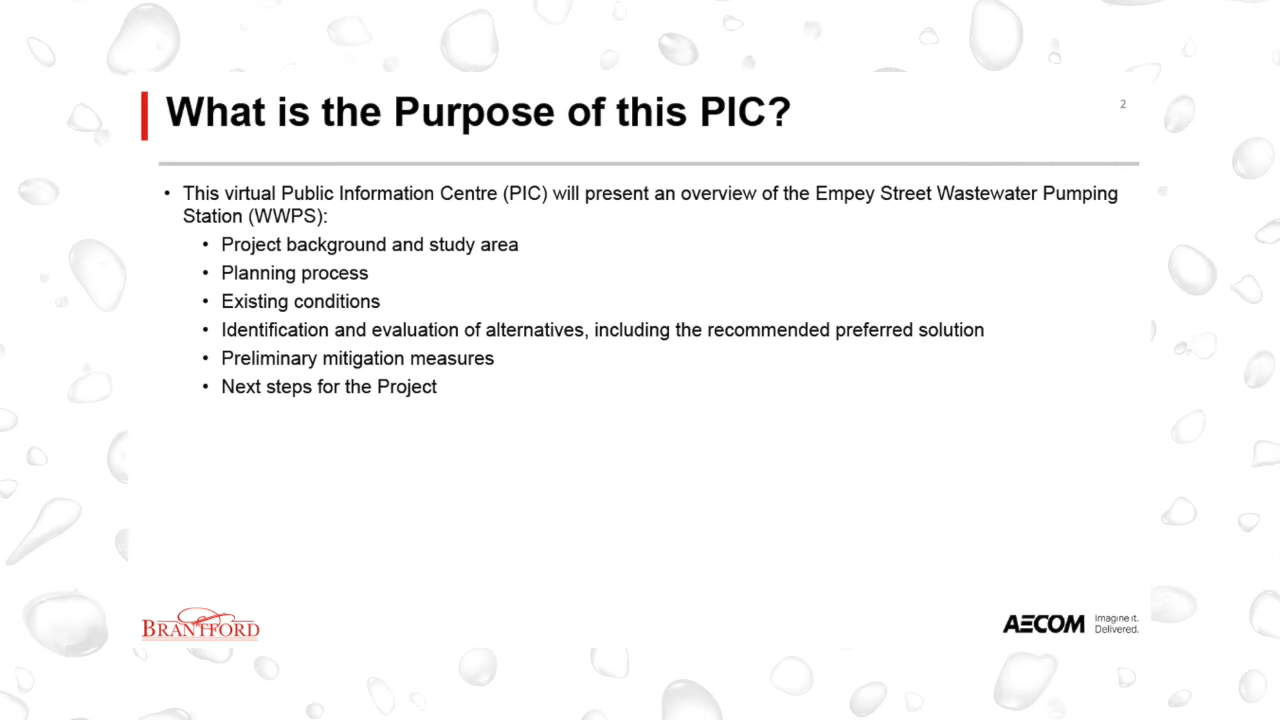 What is the Purpose of this PIC?
2
• This virtual Public Information Centre (PIC) will present an overview of the Empey Street Wastewater Pumping
Station (WWPS):
• Project background and study area
• Planning process
• Existing conditions
• Identification and evaluation of alternatives, including the recommended preferred solution
• Preliminary mitigation measures
• Next steps for the Project
BRANTFORD
AECOM
Imagine it.
Delivered.